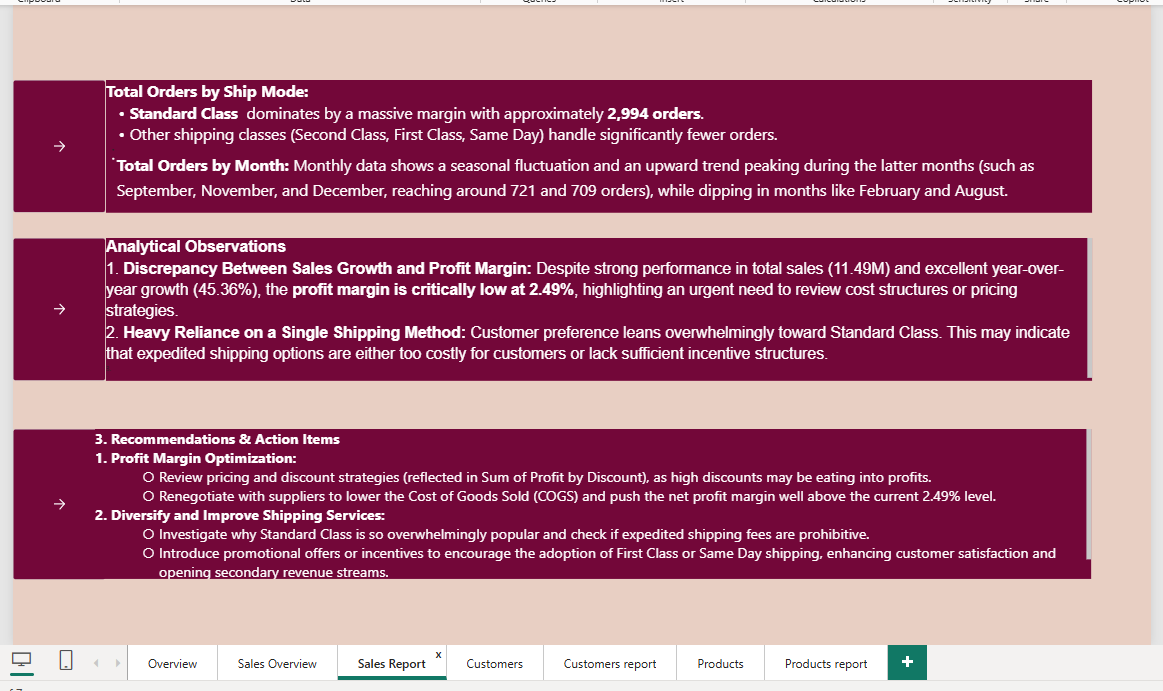 Clipboard Data Queries Insert Calculations Sensitivity Share Copilot
Total Orders by Ship Mode:
• Standard Class dominates by a massive margin with approximately 2,994 orders.
• Other shipping classes (Second Class, First Class, Same Day) handle significantly fewer orders.
→
Total Orders by Month: Monthly data shows a seasonal fluctuation and an upward trend peaking during the latter months (such as
September, November, and December, reaching around 721 and 709 orders), while dipping in months like February and August.
Analytical Observations
1. Discrepancy Between Sales Growth and Profit Margin: Despite strong performance in total sales (11.49M) and excellent year-over-
year growth (45.36%), the profit margin is critically low at 2.49%, highlighting an urgent need to review cost structures or pricing
→
strategies.
2. Heavy Reliance on a Single Shipping Method: Customer preference leans overwhelmingly toward Standard Class. This may indicate
that expedited shipping options are either too costly for customers or lack sufficient incentive structures.
3. Recommendations & Action Items
1. Profit Margin Optimization:
○ Review pricing and discount strategies (reflected in Sum of Profit by Discount), as high discounts may be eating into profits.
○ Renegotiate with suppliers to lower the Cost of Goods Sold (COGS) and push the net profit margin well above the current 2.49% level.
→
2. Diversify and Improve Shipping Services:
○ Investigate why Standard Class is so overwhelmingly popular and check if expedited shipping fees are prohibitive.
○ Introduce promotional offers or incentives to encourage the adoption of First Class or Same Day shipping, enhancing customer satisfaction and
opening secondary revenue streams.
Overview Sales Overview Sales Report x Customers Customers report Products Products report +